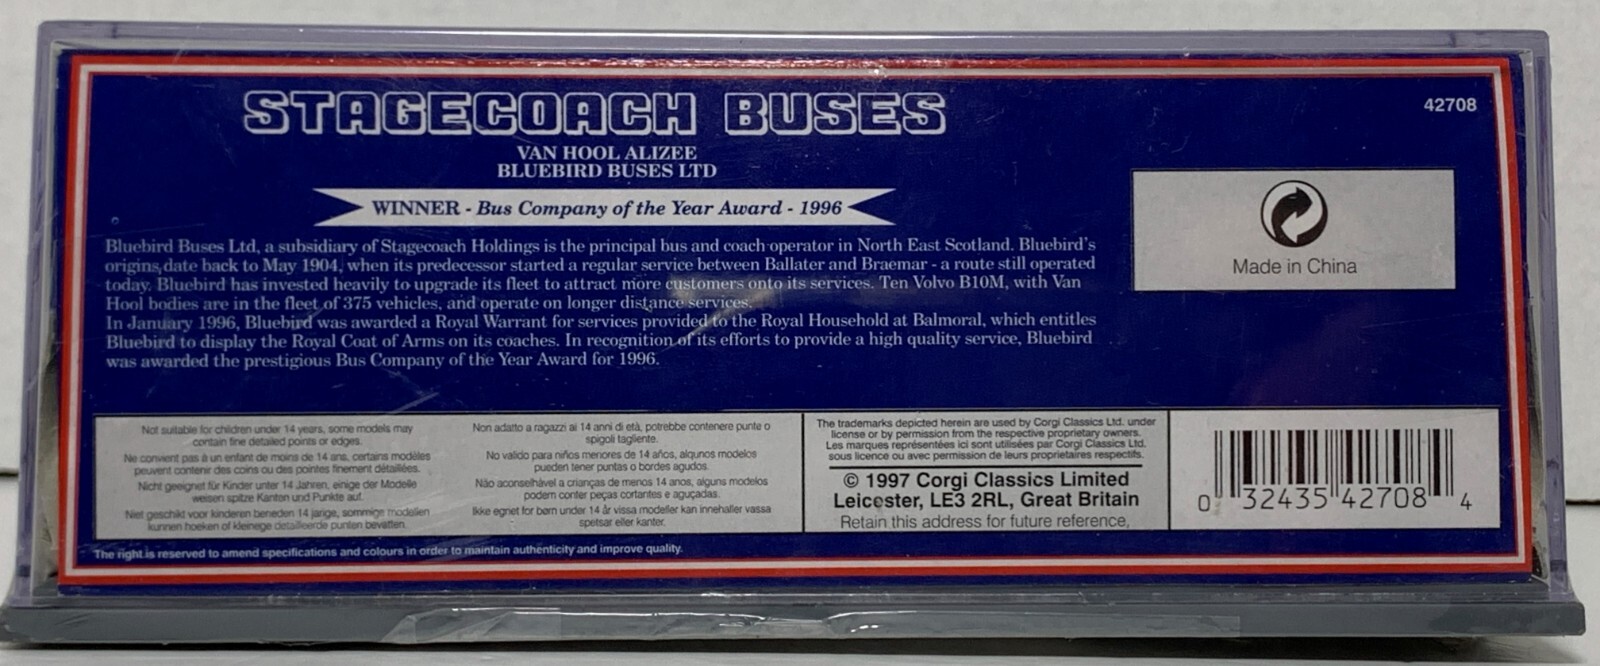 STAGECOACH BUSES
42708
VAN HOOL ALIZEE
BLUEBIRD BUSES LTD
WINNER - Bus Company of the Year Award - 1996
Bluebird Buses Ltd, a subsidiary of Stagecoach Holdings is the principal bus and coach operator in North East Scotland. Bluebird's
origins date back to May 1904, when its predecessor started a regular service between Ballater and Braemar - a route still operated
today. Bluebird has invested heavily to upgrade its fleet to attract more customers onto its services. Ten Volvo B10M, with Van
Hool bodies are in the fleet of 375 vehicles, and operate on longer distance services.
In January 1996, Bluebird was awarded a Royal Warrant for services provided to the Royal Household at Balmoral, which entitles
Bluebird to display the Royal Coat of Arms on its coaches. In recognition of its efforts to provide a high quality service, Bluebird
was awarded the prestigious Bus Company of the Year Award for 1996.
Made in China
Not suitable for children under 14 years, some models may
contain fine detailed points or edges.
Ne convient pas à un enfant de moins de 14 ans, certains modèles
peuvent contenir des coins ou des pointes finement détaillées.
Nicht geeignet für Kinder unter 14 Jahren, einige der Modelle
weisen spitze Kanten und Punkte auf.
Niet geschikt voor kinderen beneden 14 jarige, sommige modellen
kunnen hoeken of kleinege detailleerde punten bevatten.
Non adatto a ragazzi ai 14 anni di età, potrebbe contenere punte o
spigoli tagliente.
No valido para niños menores de 14 años, algunos modelos
pueden tener puntas o bordes agudos.
Não aconselhável a crianças de menos 14 anos, alguns modelos
podem conter peças cortantes e aguçadas.
Ikke egnet for børn under 14 år vissa modeller kan innehaller vassa
spetsar eller kanter.
The trademarks depicted herein are used by Corgi Classics Ltd. under
license or by permission from the respective proprietary owners.
Les marques représentées ici sont utilisées par Corgi Classics Ltd.
sous licence ou avec permission de leurs proprietaires respectifs.
© 1997 Corgi Classics Limited
Leicester, LE3 2RL, Great Britain
Retain this address for future reference,
0 32435 42708 4
The right is reserved to amend specifications and colours in order to maintain authenticity and improve quality.